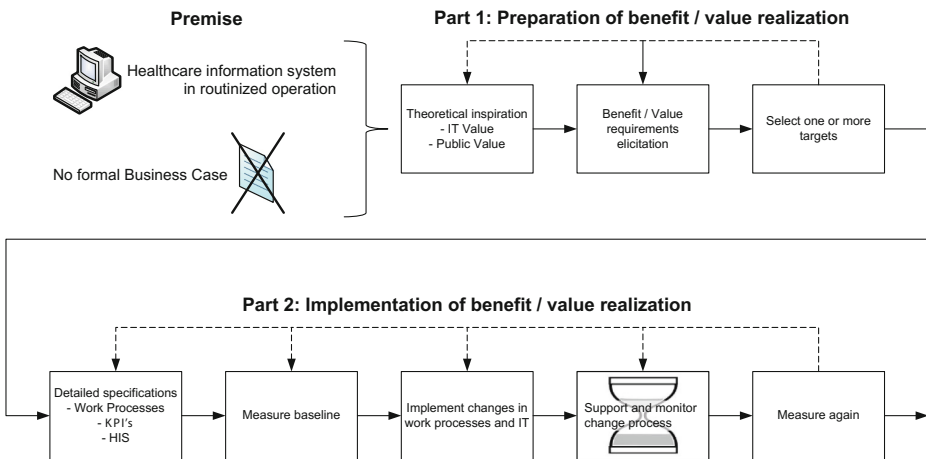 Premise
Part 1: Preparation of benefit / value realization
Healthcare information system
in routinized operation
No formal Business Case
Theoretical inspiration
- IT Value
- Public Value
Benefit / Value
requirements
elicitation
Select one or more
targets
Part 2: Implementation of benefit / value realization
Detailed specifications
- Work Processes
- KPI's
- HIS
Measure baseline
Implement changes in
work processes and IT
Support and monitor
change process
Measure again